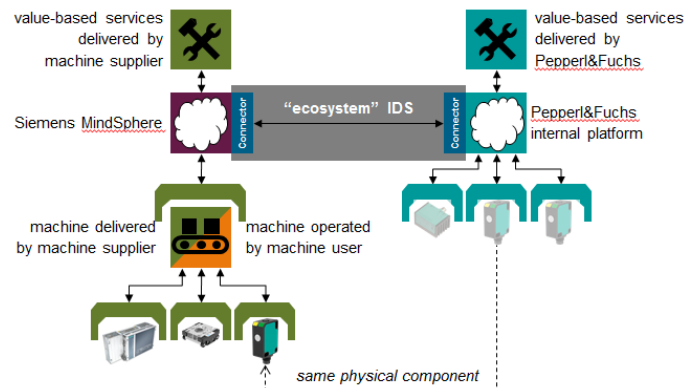 value-based services
delivered by
machine supplier
value-based services
delivered by
Pepperl&Fuchs
Siemens MindSphere
Connector
“ecosystem” IDS
Connector
Pepperl&Fuchs
internal platform
machine delivered
by machine supplier
machine operated
by machine user
same physical component